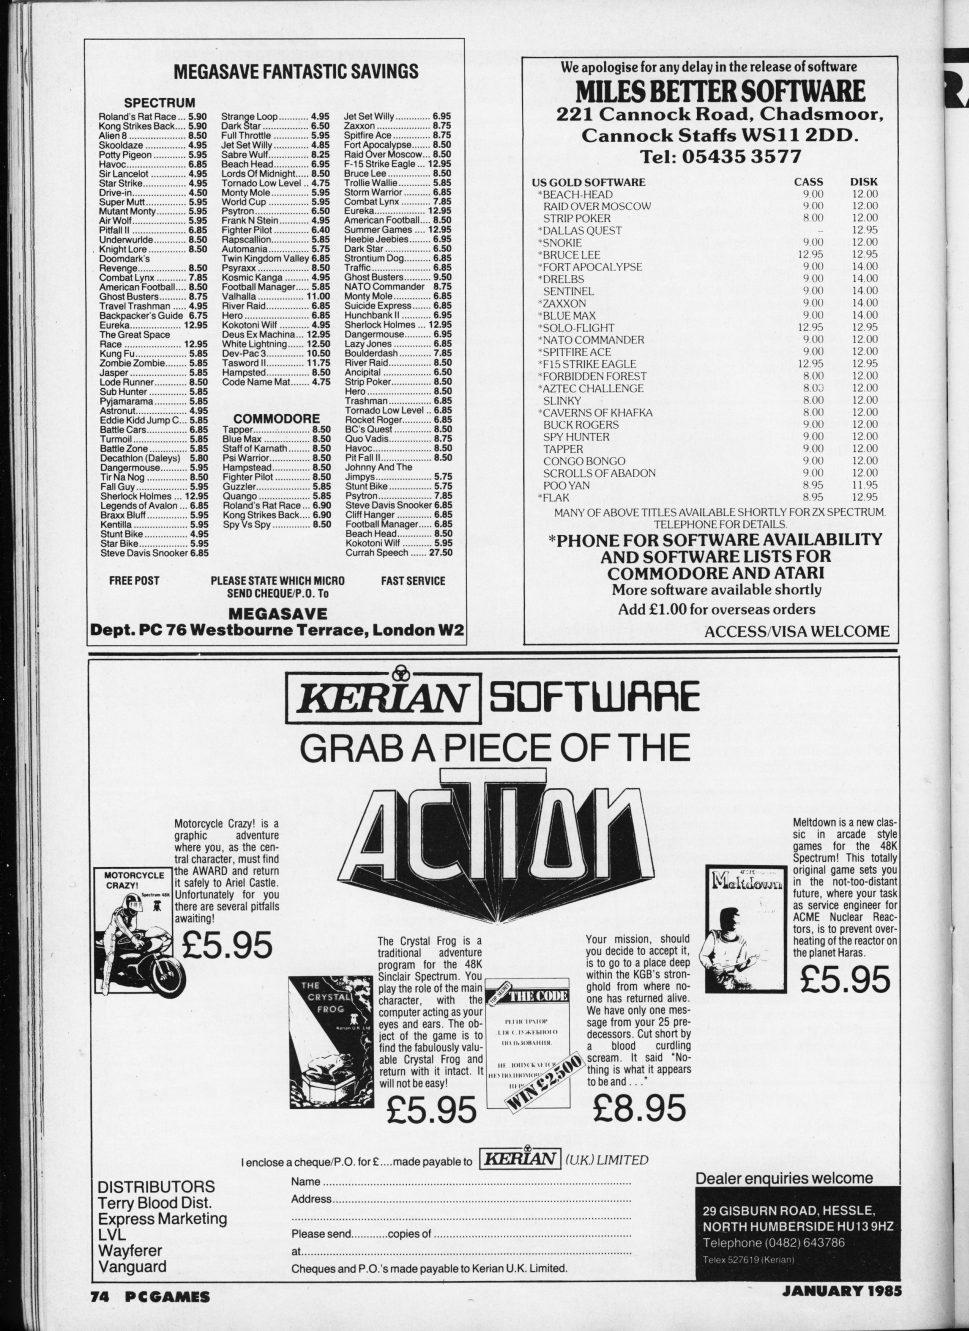 MEGASAVE FANTASTIC SAVINGS
SPECTRUM
Roland's Rat Race ... 5.90
Kong Strikes Back.... 5.90
Alien 8 .................... 8.50
Skooldaze ............... 4.95
Potty Pigeon ............ 5.95
Havoc...................... 6.85
Sir Lancelot ............. 4.95
Star Strike................ 4.95
Drive-in.................... 4.50
Super Mutt............... 5.95
Mutant Monty........... 5.95
Air Wolf................... 5.95
Pitfall II .................... 6.85
Underwurlde............ 8.50
Knight Lore .............. 8.50
Doomdark's
Revenge................... 8.50
Combat Lynx ........... 7.85
American Football.... 8.50
Ghost Busters.......... 8.75
Travel Trashman ..... 4.95
Backpacker's Guide 6.75
Eureka.................... 12.95
The Great Space
Race ...................... 12.95
Kung Fu................... 5.85
Zombie Zombie....... 5.85
Jasper ..................... 5.85
Lode Runner............ 8.50
Sub Hunter .............. 5.85
Pyjamarama ............ 5.85
Astronut................... 4.95
Eddie Kidd Jump C... 5.85
Battle Cars............... 6.85
Turmoil .................... 5.85
Battle Zone .............. 5.85
Decathlon (Daleys) 5.80
Dangermouse.......... 5.95
Tir Na Nog ............... 8.50
Fall Guy ................... 5.95
Sherlock Holmes ... 12.95
Legends of Avalon ... 6.85
Braxx Bluff............... 5.95
Kentilla .................... 5.95
Stunt Bike................ 4.95
Star Bike.................. 5.95
Steve Davis Snooker 6.85
Strange Loop........... 4.95
Dark Star ................. 6.50
Full Throttle ............. 5.95
Jet Set Willy ............. 4.85
Sabre Wulf............... 8.25
Beach Head............. 6.95
Lords Of Midnight..... 8.50
Tornado Low Level .. 4.75
Monty Mole.............. 5.95
World Cup ............... 5.95
Psytron.................... 6.50
Frank N Stein........... 4.95
Fighter Pilot ............. 6.40
Rapscallion.............. 5.85
Automania............... 5.75
Twin Kingdom Valley 6.85
Psyraxx ................... 8.50
Kosmic Kanga ......... 4.95
Football Manager..... 5.85
Valhalla ................. 11.00
River Raid................ 6.85
Hero ........................ 6.85
Kokotoni Wilf ........... 4.95
Deus Ex Machina... 12.95
White Lightning...... 12.50
Dev-Pac 3............... 10.50
Tasword II .............. 11.75
Hampsted................ 8.50
Code Name Mat....... 4.75
COMMODORE
Tapper...................... 8.50
Blue Max ................. 8.50
Staff of Karnath........ 8.50
Psi Warrior............... 8.50
Hampstead.............. 8.50
Fighter Pilot ............. 8.50
Guzzler.................... 5.85
Quango ................... 5.85
Roland's Rat Race ... 6.90
Kong Strikes Back.... 6.90
Spy Vs Spy .............. 8.50
Jet Set Willy ............. 6.95
Zaxxon .................... 8.75
Spitfire Ace .............. 8.75
Fort Apocalypse....... 8.50
Raid Over Moscow... 8.50
F-15 Strike Eagle ... 12.95
Bruce Lee ................ 8.50
Trollie Wallie............ 5.85
Storm Warrior .......... 6.85
Combat Lynx ........... 7.85
Eureka.................... 12.95
American Football.... 8.50
Summer Games .... 12.95
Heebie Jeebies........ 6.95
Dark Star ................. 6.50
Strontium Dog.......... 6.85
Traffic...................... 6.85
Ghost Busters.......... 9.50
NATO Commander 8.75
Monty Mole.............. 6.85
Suicide Express....... 6.85
Hunchbank II ........... 6.95
Sherlock Holmes ... 12.95
Dangermouse.......... 6.95
Lazy Jones .............. 6.85
Boulderdash ............ 7.85
River Raid................ 8.50
Ancipital .................. 6.50
Strip Poker............... 8.50
Hero ........................ 8.50
Trashman ................ 6.85
Tornado Low Level .. 6.85
Rocket Roger........... 6.85
BC's Quest .............. 8.50
Quo Vadis................ 8.75
Havoc...................... 8.50
Pit Fall II................... 8.50
Johnny And The
Jimpys..................... 5.75
Stunt Bike ................ 5.75
Psytron.................... 7.85
Steve Davis Snooker 6.85
Cliff Hanger ............. 6.85
Football Manager..... 6.85
Beach Head............. 8.50
Kokotoni Wilf ........... 5.95
Currah Speech ...... 27.50
FREE POST
PLEASE STATE WHICH MICRO
SEND CHEQUE/P.O. To
FAST SERVICE
MEGASAVE
Dept. PC 76 Westbourne Terrace, London W2
We apologise for any delay in the release of software
MILES BETTER SOFTWARE
221 Cannock Road, Chadsmoor,
Cannock Staffs WS11 2DD.
Tel: 05435 3577
US GOLD SOFTWARE CASS DISK
*BEACH-HEAD 9.00 12.00
RAID OVER MOSCOW 9.00 12.00
STRIP POKER 8.00 12.00
*DALLAS QUEST – 12.95
*SNOKIE 9.00 12.00
*BRUCE LEE 12.95 12.95
*FORT APOCALYPSE 9.00 14.00
*DRELBS 9.00 14.00
SENTINEL 9.00 14.00
*ZAXXON 9.00 14.00
*BLUE MAX 9.00 14.00
*SOLO-FLIGHT 12.95 12.95
*NATO COMMANDER 9.00 12.00
*SPITFIRE ACE 9.00 12.00
*F15 STRIKE EAGLE 12.95 12.95
*FORBIDDEN FOREST 8.00 12.00
*AZTEC CHALLENGE 8.00 12.00
SLINKY 8.00 12.00
*CAVERNS OF KHAFKA 8.00 12.00
BUCK ROGERS 9.00 12.00
SPY HUNTER 9.00 12.00
TAPPER 9.00 12.00
CONGO BONGO 9.00 12.00
SCROLLS OF ABADON 9.00 12.00
POO YAN 8.95 11.95
*FLAK 8.95 12.95
MANY OF ABOVE TITLES AVAILABLE SHORTLY FOR ZX SPECTRUM.
TELEPHONE FOR DETAILS.
*PHONE FOR SOFTWARE AVAILABILITY
AND SOFTWARE LISTS FOR
COMMODORE AND ATARI
More software available shortly
Add £1.00 for overseas orders
ACCESS/VISA WELCOME
KERIAN SOFTWARE
GRAB A PIECE OF THE
ACTION
Motorcycle Crazy! is a
graphic adventure
where you, as the cen-
tral character, must find
the AWARD and return
it safely to Ariel Castle.
Unfortunately for you
there are several pitfalls
awaiting!
£5.95
MOTORCYCLE
CRAZY!
Spectrum 48K
The Crystal Frog is a
traditional adventure
program for the 48K
Sinclair Spectrum. You
play the role of the main
character, with the
computer acting as your
eyes and ears. The ob-
ject of the game is to
find the fabulously valu-
able Crystal Frog and
return with it intact. It
will not be easy!
£5.95
THE
CRYSTAL
FROG
Kerian U.K. Ltd
Your mission, should
you decide to accept it,
is to go to a place deep
within the KGB's stron-
ghold from where no-
one has returned alive.
We have only one mes-
sage from your 25 pre-
decessors. Cut short by
a blood curdling
scream. It said "No-
thing is what it appears
to be and . . ."
£8.95
TOP SECRET
THE CODE
РЕГИСТРАТОР
ДЛЯ СЛУЖЕБНОГО
ПОЛЬЗОВАНИЯ.
НЕ ДОПУСКАЕТСЯ
WIN £2,500
Meltdown is a new clas-
sic in arcade style
games for the 48K
Spectrum! This totally
original game sets you
in the not-too-distant
future, where your task
as service engineer for
ACME Nuclear Reac-
tors, is to prevent over-
heating of the reactor on
the planet Haras.
£5.95
Meltdown
I enclose a cheque/P.O. for £....made payable to KERIAN (U.K.) LIMITED
Name
Address
Please send............copies of
at
Cheques and P.O.'s made payable to Kerian U.K. Limited.
DISTRIBUTORS
Terry Blood Dist.
Express Marketing
LVL
Wayferer
Vanguard
Dealer enquiries welcome
29 GISBURN ROAD, HESSLE,
NORTH HUMBERSIDE HU13 9HZ
Telephone (0482) 643786
Telex 527619 (Kerian)
74 PCGAMES
JANUARY 1985